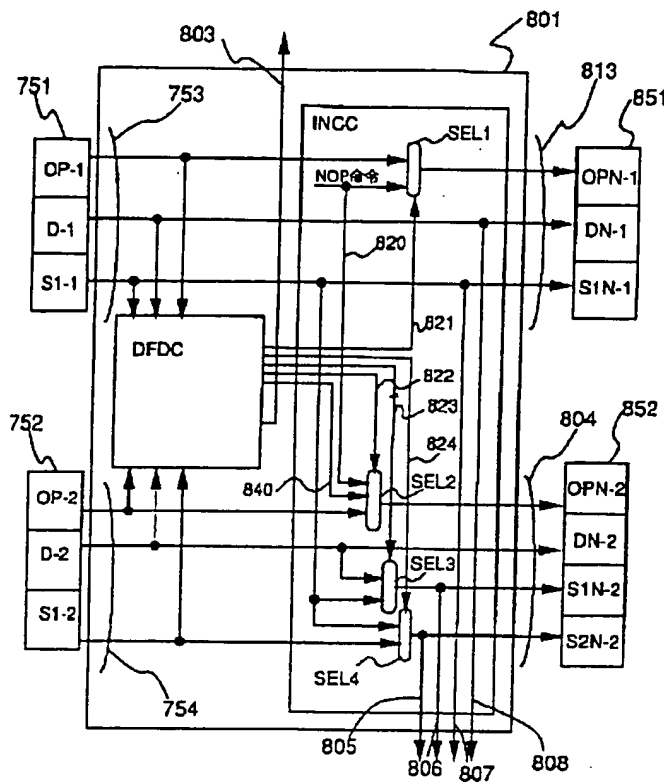 803
801
751
753
813
851
INCC
SEL1
OP-1
NOP命令
OPN-1
D-1
820
DN-1
S1-1
S1N-1
821
DFDC
822
823
752
824
804
852
840
SEL2
OP-2
OPN-2
D-2
SEL3
DN-2
S1N-2
S1-2
S2N-2
SEL4
754
805
806
807
808